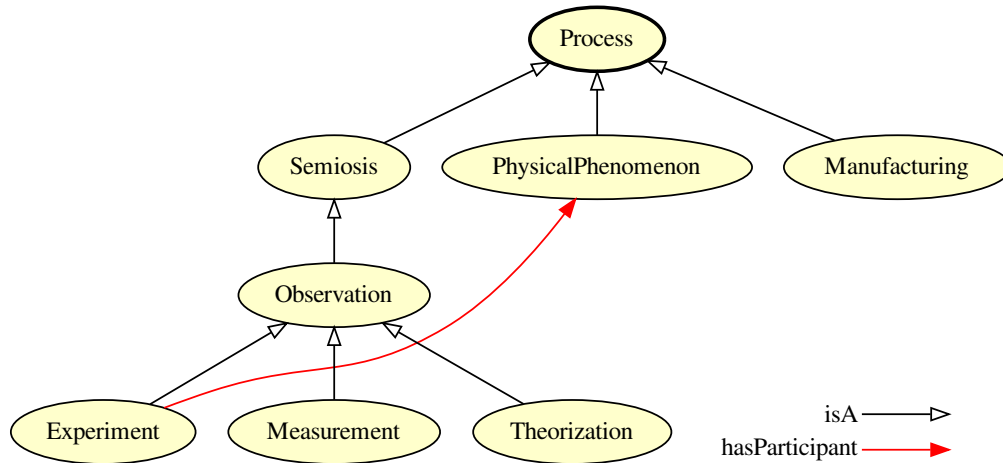 Process
Semiosis
PhysicalPhenomenon
Manufacturing
Observation
Experiment
Measurement
Theorization
isA
hasParticipant